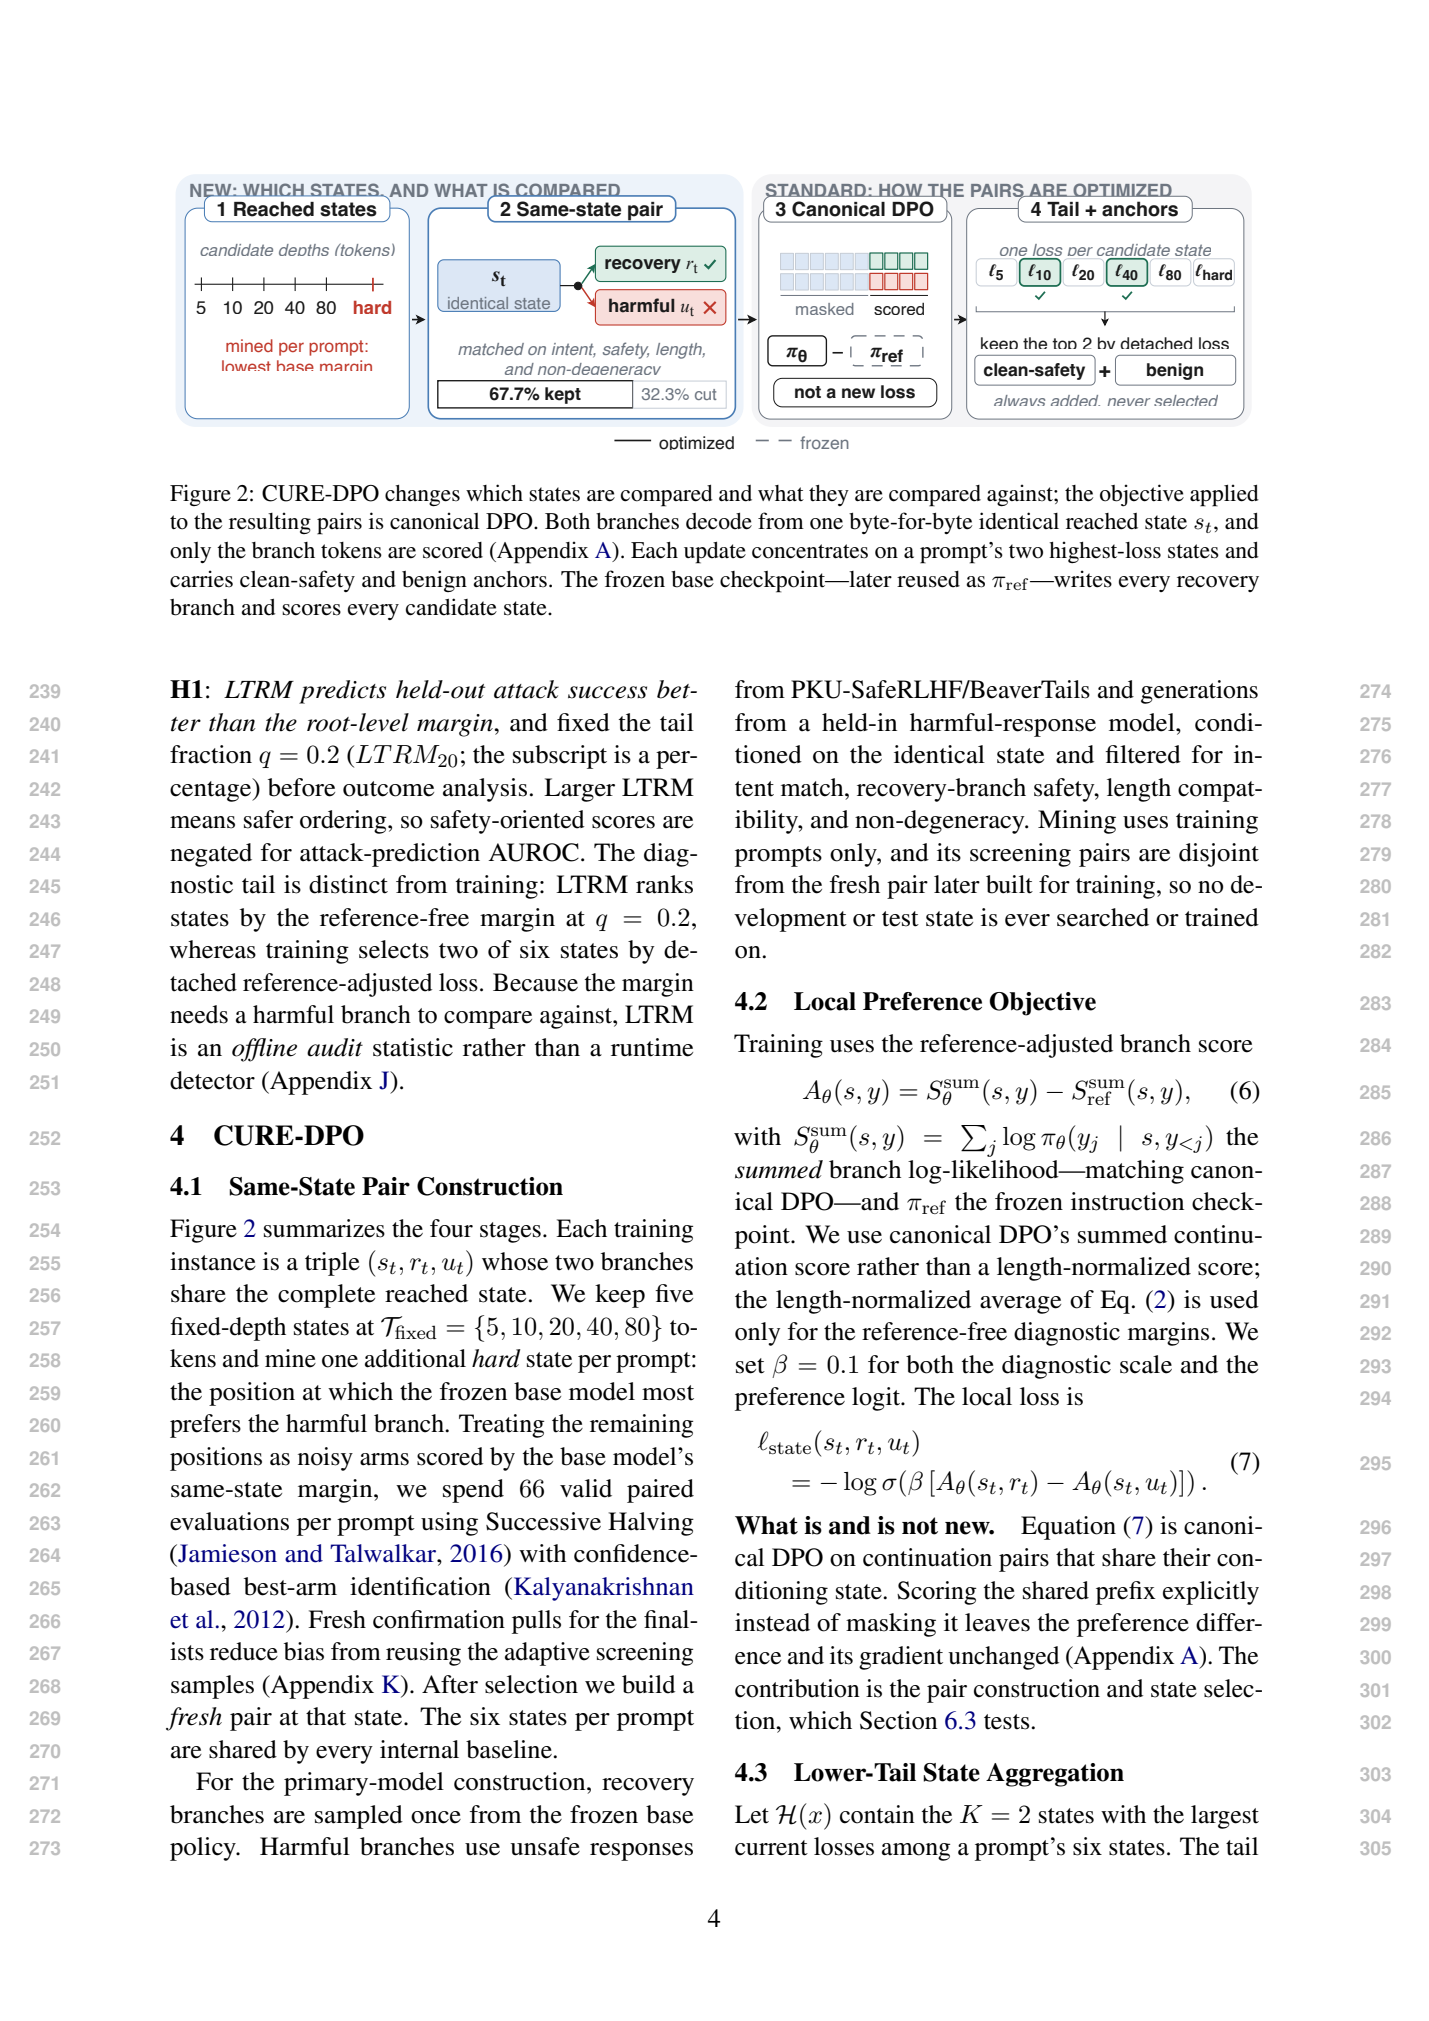 NEW: WHICH STATES, AND WHAT IS COMPARED
1 Reached states
candidate depths (tokens)
5 10 20 40 80 hard
mined per prompt:
lowest base margin
2 Same-state pair
s_t
identical state
recovery r_t ✓
harmful u_t ✕
matched on intent, safety, length,
and non-degeneracy
67.7% kept 32.3% cut
STANDARD: HOW THE PAIRS ARE OPTIMIZED
3 Canonical DPO
masked scored
π_θ − π_ref
not a new loss
4 Tail + anchors
one loss per candidate state
ℓ_5 ℓ_10 ℓ_20 ℓ_40 ℓ_80 ℓ_hard
✓ ✓
keep the top 2 by detached loss
clean-safety + benign
always added, never selected
optimized frozen
Figure 2: CURE-DPO changes which states are compared and what they are compared against; the objective applied
to the resulting pairs is canonical DPO. Both branches decode from one byte-for-byte identical reached state s_t, and
only the branch tokens are scored (Appendix A). Each update concentrates on a prompt's two highest-loss states and
carries clean-safety and benign anchors. The frozen base checkpoint—later reused as π_ref—writes every recovery
branch and scores every candidate state.
239 H1: LTRM predicts held-out attack success bet-
240 ter than the root-level margin, and fixed the tail
241 fraction q = 0.2 (LTRM_20; the subscript is a per-
242 centage) before outcome analysis. Larger LTRM
243 means safer ordering, so safety-oriented scores are
244 negated for attack-prediction AUROC. The diag-
245 nostic tail is distinct from training: LTRM ranks
246 states by the reference-free margin at q = 0.2,
247 whereas training selects two of six states by de-
248 tached reference-adjusted loss. Because the margin
249 needs a harmful branch to compare against, LTRM
250 is an offline audit statistic rather than a runtime
251 detector (Appendix J).
252 4 CURE-DPO
253 4.1 Same-State Pair Construction
254 Figure 2 summarizes the four stages. Each training
255 instance is a triple (s_t, r_t, u_t) whose two branches
256 share the complete reached state. We keep five
257 fixed-depth states at T_fixed = {5, 10, 20, 40, 80} to-
258 kens and mine one additional hard state per prompt:
259 the position at which the frozen base model most
260 prefers the harmful branch. Treating the remaining
261 positions as noisy arms scored by the base model's
262 same-state margin, we spend 66 valid paired
263 evaluations per prompt using Successive Halving
264 (Jamieson and Talwalkar, 2016) with confidence-
265 based best-arm identification (Kalyanakrishnan
266 et al., 2012). Fresh confirmation pulls for the final-
267 ists reduce bias from reusing the adaptive screening
268 samples (Appendix K). After selection we build a
269 fresh pair at that state. The six states per prompt
270 are shared by every internal baseline.
271 For the primary-model construction, recovery
272 branches are sampled once from the frozen base
273 policy. Harmful branches use unsafe responses
from PKU-SafeRLHF/BeaverTails and generations 274
from a held-in harmful-response model, condi- 275
tioned on the identical state and filtered for in- 276
tent match, recovery-branch safety, length compat- 277
ibility, and non-degeneracy. Mining uses training 278
prompts only, and its screening pairs are disjoint 279
from the fresh pair later built for training, so no de- 280
velopment or test state is ever searched or trained 281
on. 282
4.2 Local Preference Objective 283
Training uses the reference-adjusted branch score 284
A_θ(s, y) = S_θ^sum(s, y) − S_ref^sum(s, y), (6) 285
with S_θ^sum(s, y) = ∑_j log π_θ(y_j | s, y_<j) the 286
summed branch log-likelihood—matching canon- 287
ical DPO—and π_ref the frozen instruction check- 288
point. We use canonical DPO's summed continu- 289
ation score rather than a length-normalized score; 290
the length-normalized average of Eq. (2) is used 291
only for the reference-free diagnostic margins. We 292
set β = 0.1 for both the diagnostic scale and the 293
preference logit. The local loss is 294
ℓ_state(s_t, r_t, u_t)
= − log σ(β [A_θ(s_t, r_t) − A_θ(s_t, u_t)]) . (7) 295
What is and is not new. Equation (7) is canoni- 296
cal DPO on continuation pairs that share their con- 297
ditioning state. Scoring the shared prefix explicitly 298
instead of masking it leaves the preference differ- 299
ence and its gradient unchanged (Appendix A). The 300
contribution is the pair construction and state selec- 301
tion, which Section 6.3 tests. 302
4.3 Lower-Tail State Aggregation 303
Let H(x) contain the K = 2 states with the largest 304
current losses among a prompt's six states. The tail 305
4